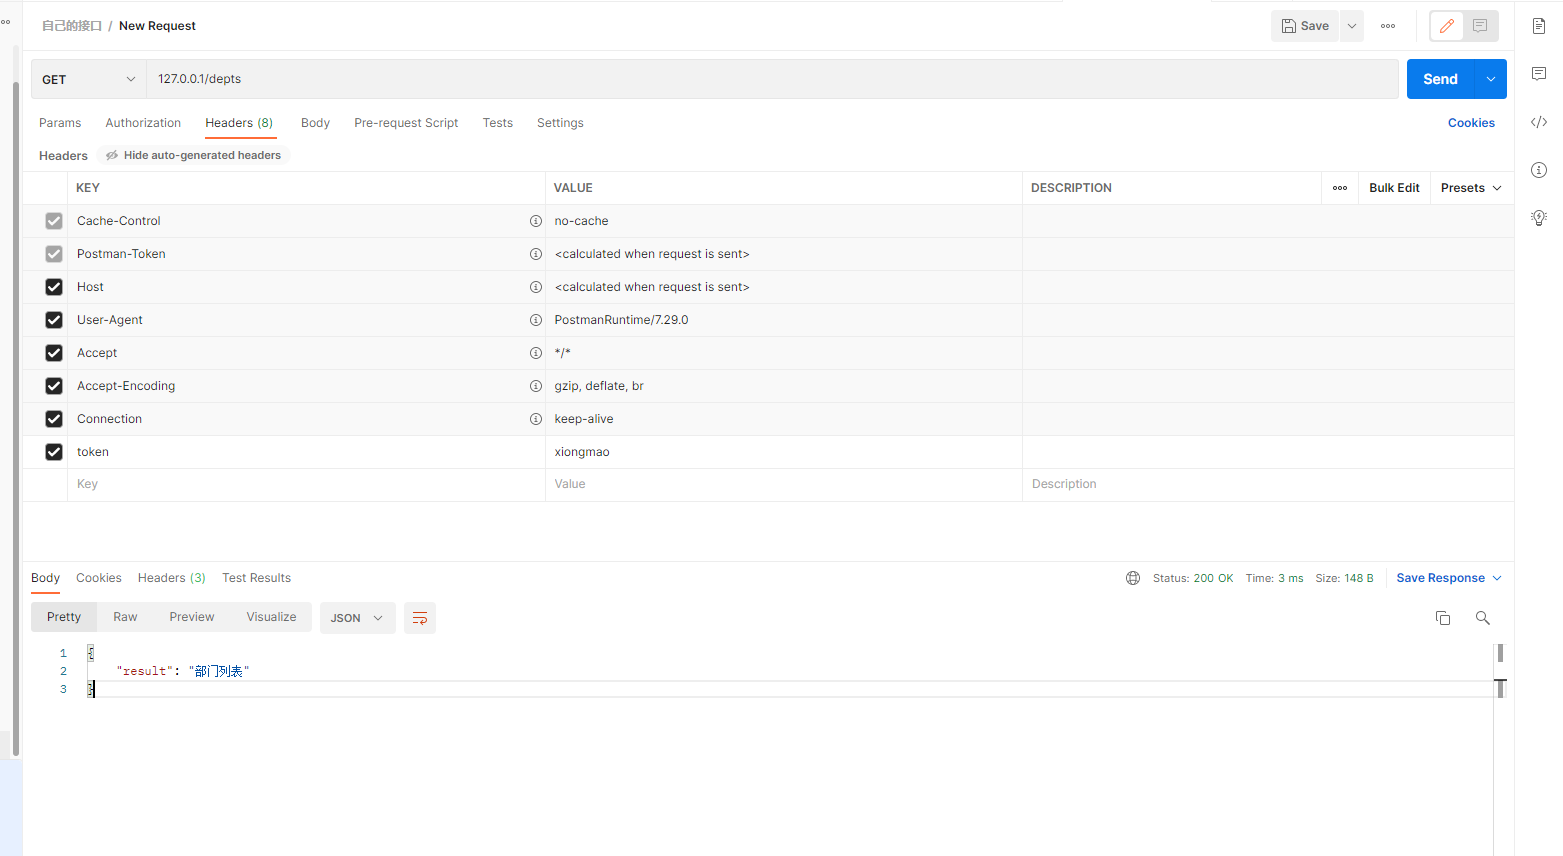 自己的接口 / New Request
Save
GET
127.0.0.1/depts
Send
Params Authorization Headers (8) Body Pre-request Script Tests Settings Cookies
Headers Hide auto-generated headers
KEY VALUE DESCRIPTION Bulk Edit Presets
Cache-Control no-cache
Postman-Token <calculated when request is sent>
Host <calculated when request is sent>
User-Agent PostmanRuntime/7.29.0
Accept */*
Accept-Encoding gzip, deflate, br
Connection keep-alive
token xiongmao
Key Value Description
Body Cookies Headers (3) Test Results Status: 200 OK Time: 3 ms Size: 148 B Save Response
Pretty Raw Preview Visualize JSON
1 {
2 "result": "部门列表"
3 }